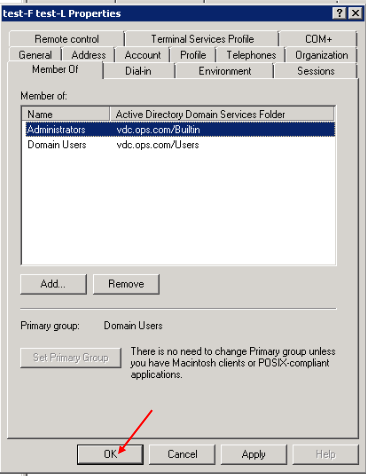 test-F test-L Properties
Remote control Terminal Services Profile COM+
General Address Account Profile Telephones Organization
Member Of Dial-in Environment Sessions
Member of:
Name Active Directory Domain Services Folder
Administrators vdc.ops.com/Builtin
Domain Users vdc.ops.com/Users
Add... Remove
Primary group: Domain Users
Set Primary Group
There is no need to change Primary group unless
you have Macintosh clients or POSIX-compliant
applications.
OK Cancel Apply Help